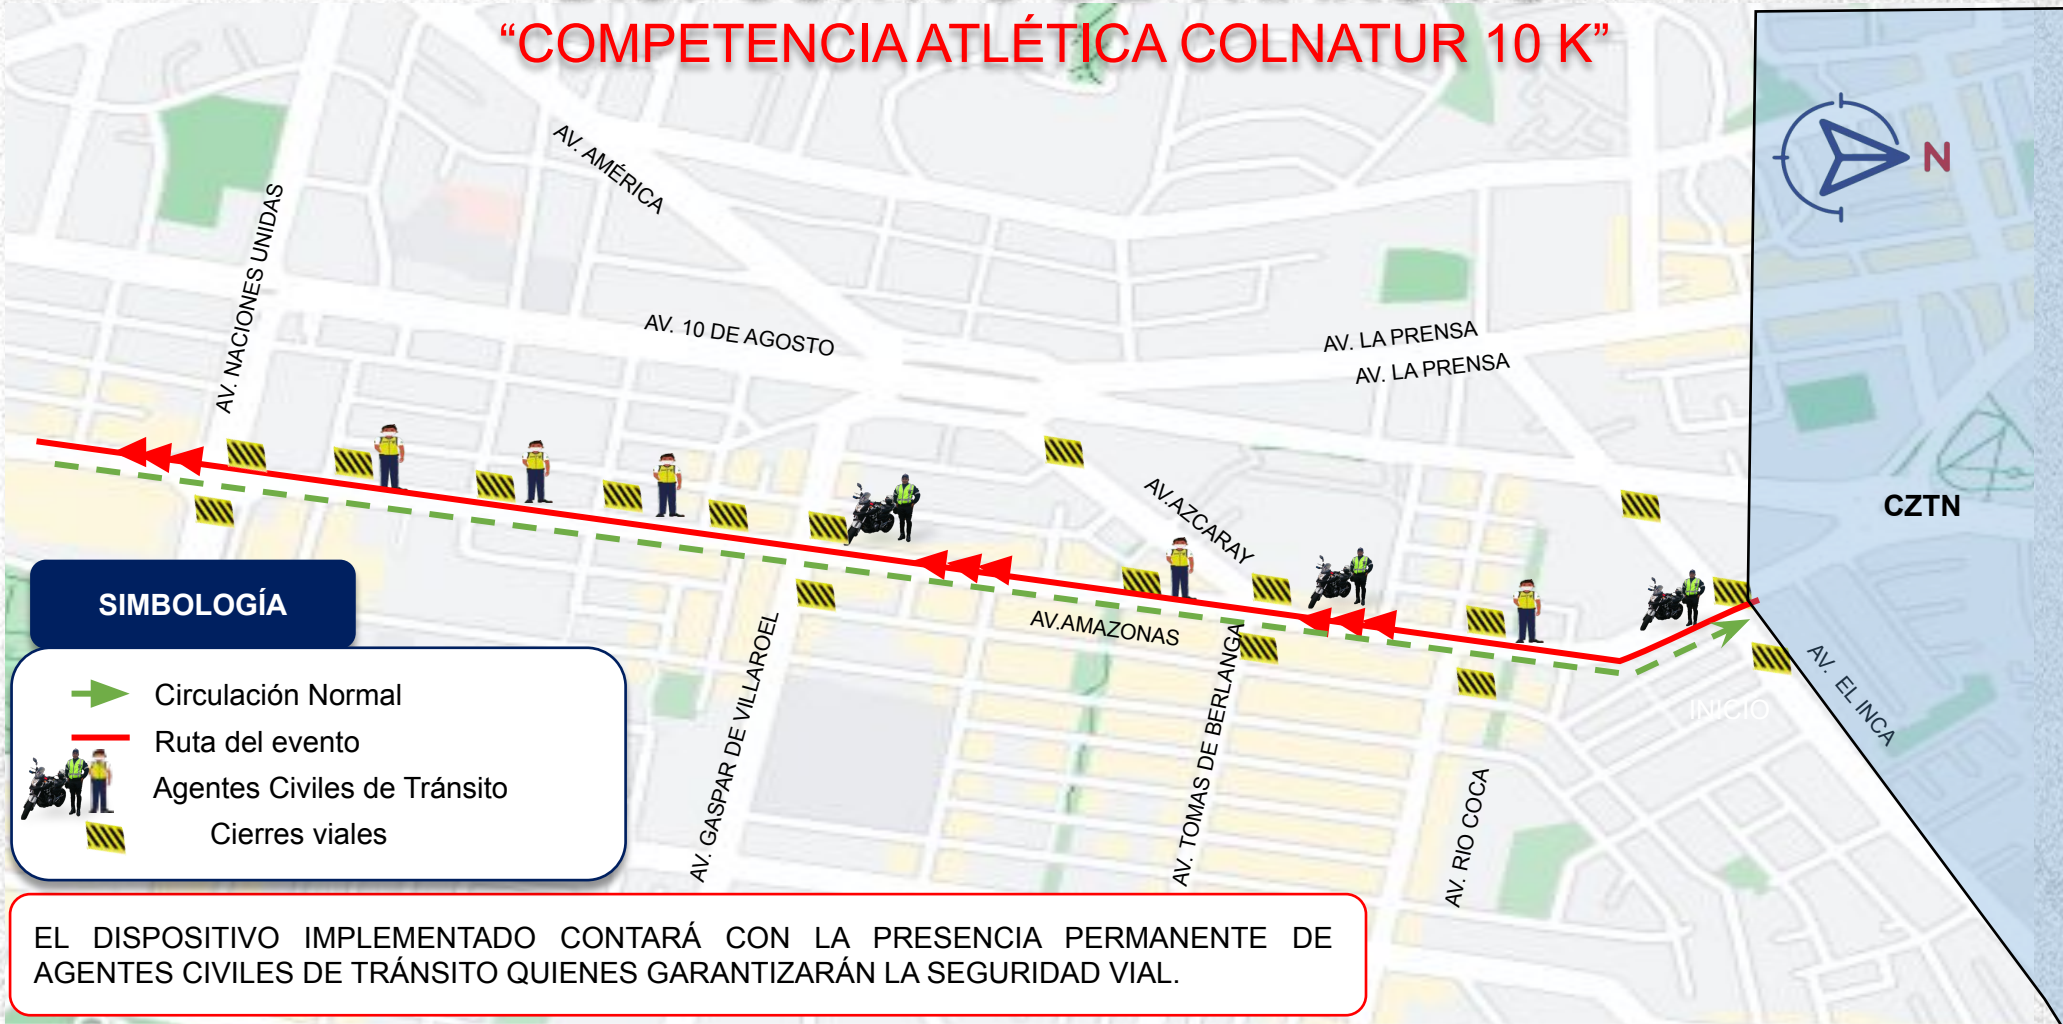 “COMPETENCIA ATLÉTICA COLNATUR 10 K”
N
AV. AMÉRICA
AV. NACIONES UNIDAS
AV. 10 DE AGOSTO
AV. LA PRENSA
AV. LA PRENSA
CZTN
AV.AZCARAY
AV.AMAZONAS
AV. GASPAR DE VILLAROEL
AV. TOMAS DE BERLANGA
AV. RIO COCA
INICIO
AV. EL INCA
SIMBOLOGÍA
Circulación Normal
Ruta del evento
Agentes Civiles de Tránsito
Cierres viales
EL DISPOSITIVO IMPLEMENTADO CONTARÁ CON LA PRESENCIA PERMANENTE DE
AGENTES CIVILES DE TRÁNSITO QUIENES GARANTIZARÁN LA SEGURIDAD VIAL.